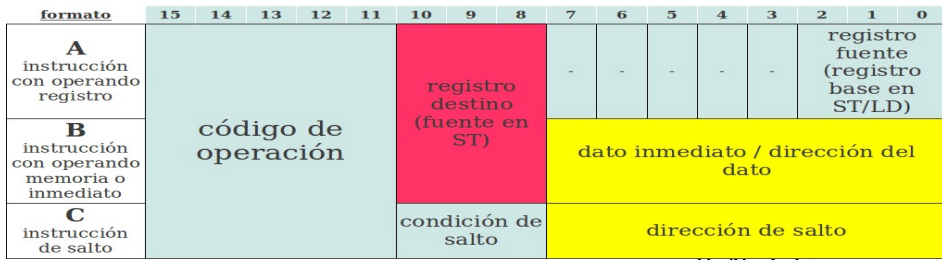 formato 15 14 13 12 11 10 9 8 7 6 5 4 3 2 1 0
A
instrucción
con operando
registro
código de
operación
registro
destino
(fuente en
ST)
- - - - -
registro
fuente
(registro
base en
ST/LD)
B
instrucción
con operando
memoria o
inmediato
dato inmediato / dirección del
dato
C
instrucción
de salto
condición de
salto
dirección de salto